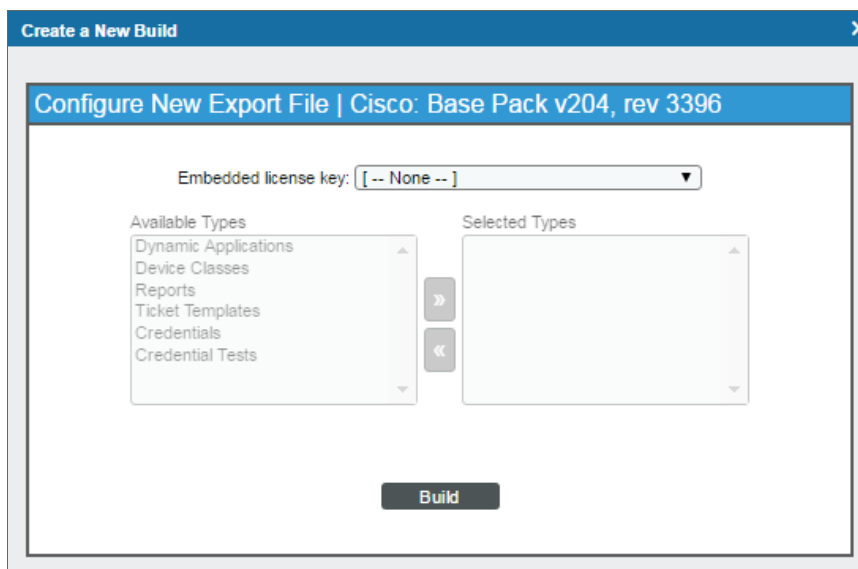 Create a New Build
Configure New Export File | Cisco: Base Pack v204, rev 3396
Embedded license key: [ -- None -- ]
Available Types
Selected Types
Dynamic Applications
Device Classes
Reports
Ticket Templates
Credentials
Credential Tests
»
«
Build